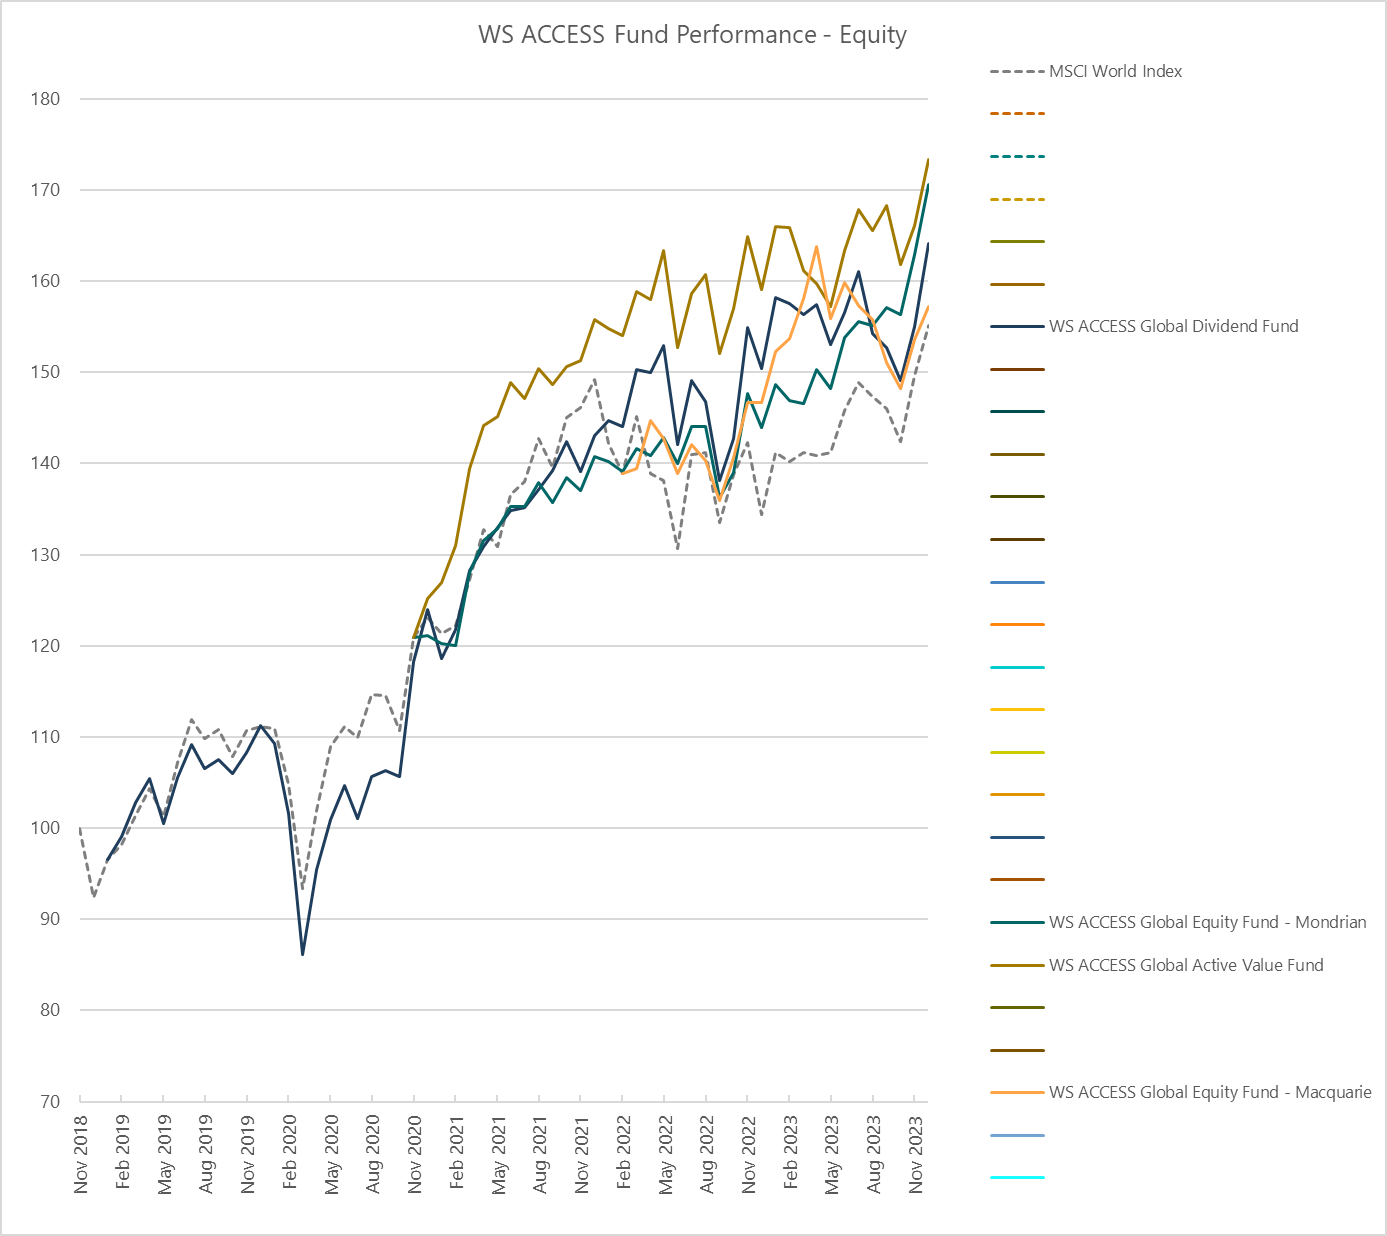 WS ACCESS Fund Performance - Equity
180
170
160
150
140
130
120
110
100
90
80
70
Nov 2018
Feb 2019
May 2019
Aug 2019
Nov 2019
Feb 2020
May 2020
Aug 2020
Nov 2020
Feb 2021
May 2021
Aug 2021
Nov 2021
Feb 2022
May 2022
Aug 2022
Nov 2022
Feb 2023
May 2023
Aug 2023
Nov 2023
MSCI World Index
WS ACCESS Global Dividend Fund
WS ACCESS Global Equity Fund - Mondrian
WS ACCESS Global Active Value Fund
WS ACCESS Global Equity Fund - Macquarie